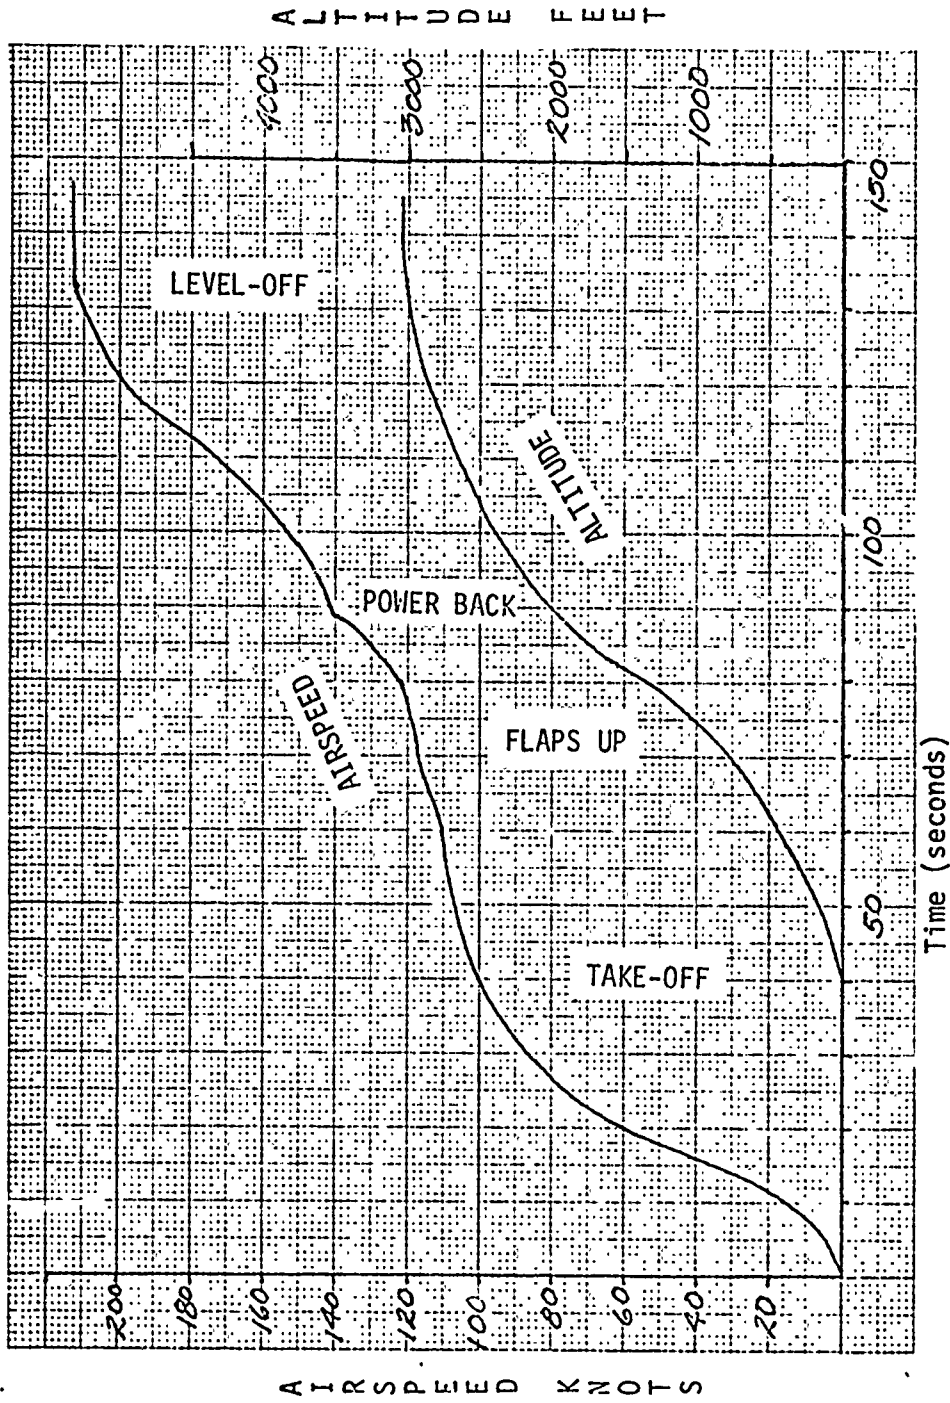 ALTITUDE FEET
4000
3000
2000
1000
200
180
160
140
120
100
80
60
40
20
AIRSPEED KNOTS
LEVEL-OFF
POWER BACK
AIRSPEED
ALTITUDE
FLAPS UP
TAKE-OFF
50
100
150
Time (seconds)